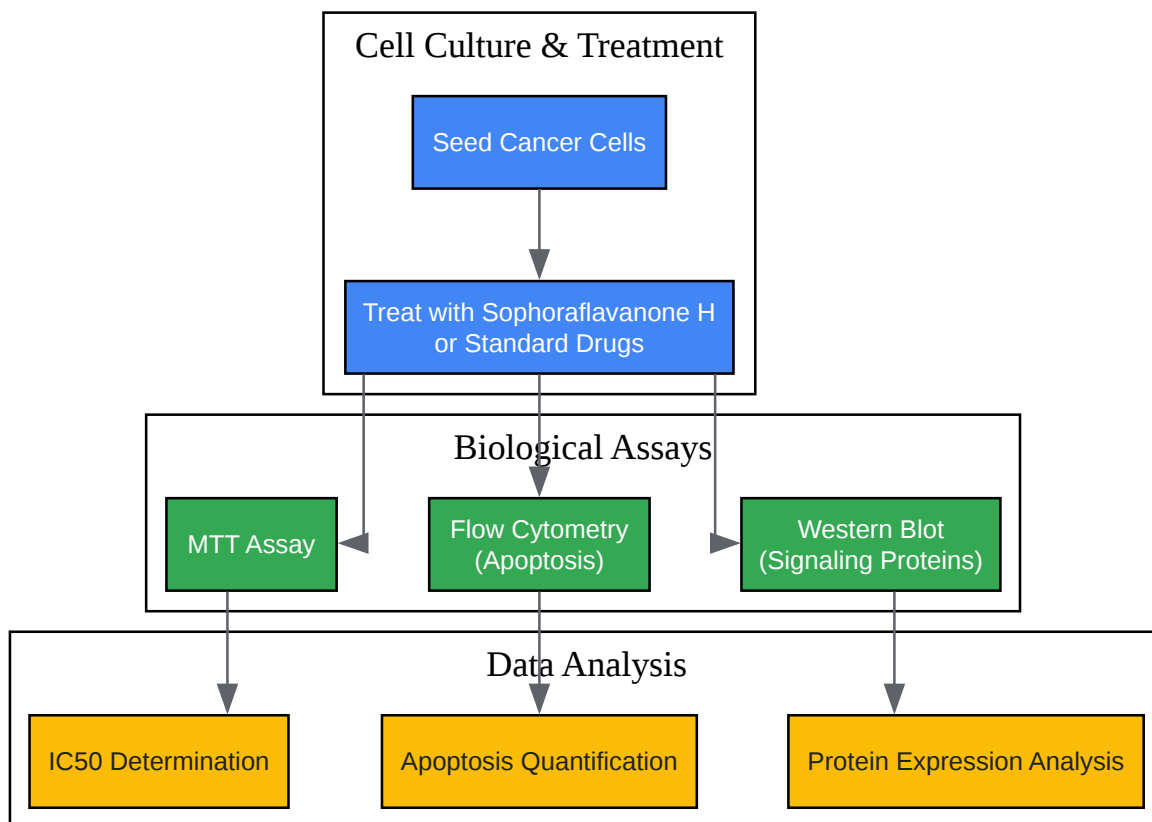 Cell Culture & Treatment
Seed Cancer Cells
Treat with Sophoraflavanone H
or Standard Drugs
Biological Assays
MTT Assay
Flow Cytometry
(Apoptosis)
Western Blot
(Signaling Proteins)
Data Analysis
IC50 Determination
Apoptosis Quantification
Protein Expression Analysis